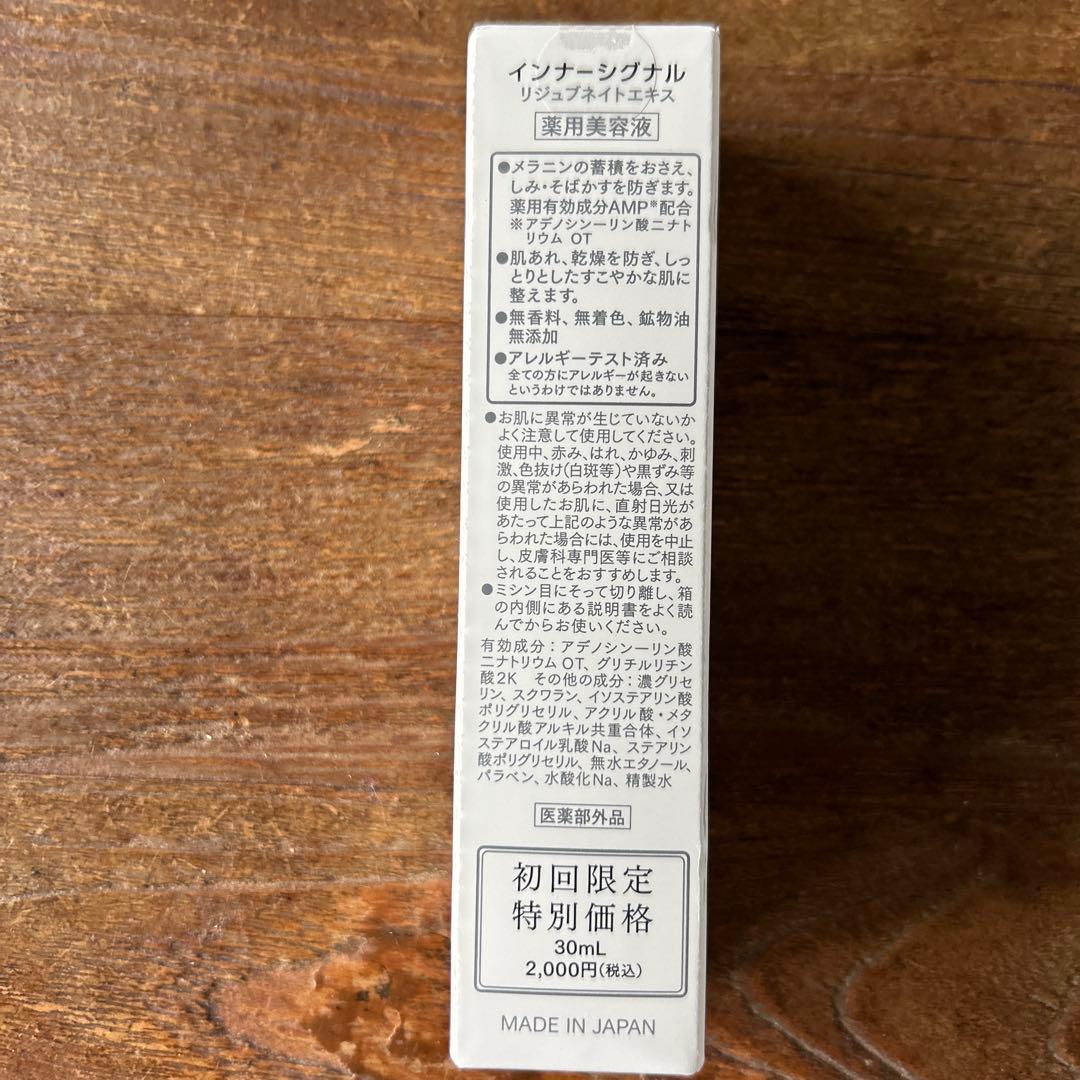 インナーシグナル
リジュブネイトエキス
薬用美容液
●メラニンの蓄積をおさえ、
しみ・そばかすを防ぎます。
薬用有効成分AMP※配合
※アデノシン一リン酸二ナト
リウム OT
●肌あれ、乾燥を防ぎ、しっ
とりとしたすこやかな肌に
整えます。
●無香料、無着色、鉱物油
無添加
●アレルギーテスト済み
全ての方にアレルギーが起きない
というわけではありません。
●お肌に異常が生じていないか
よく注意して使用してください。
使用中、赤み、はれ、かゆみ、刺
激、色抜け(白斑等)や黒ずみ等
の異常があらわれた場合、又は
使用したお肌に、直射日光が
あたって上記のような異常があ
らわれた場合には、使用を中止
し、皮膚科専門医等にご相談
されることをおすすめします。
●ミシン目にそって切り離し、箱
の内側にある説明書をよく読
んでからお使いください。
有効成分：アデノシン一リン酸
二ナトリウム OT、グリチルリチン
酸2K その他の成分：濃グリセ
リン、スクワラン、イソステアリン酸
ポリグリセリル、アクリル酸・メタ
クリル酸アルキル共重合体、イソ
ステアロイル乳酸Na、ステアリン
酸ポリグリセリル、無水エタノール、
パラベン、水酸化Na、精製水
医薬部外品
初回限定
特別価格
30mL
2,000円(税込)
MADE IN JAPAN